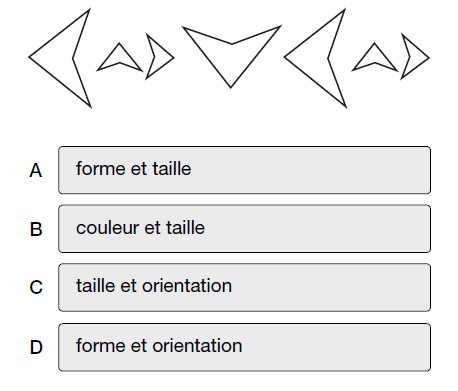 A forme et taille
B couleur et taille
C taille et orientation
D forme et orientation